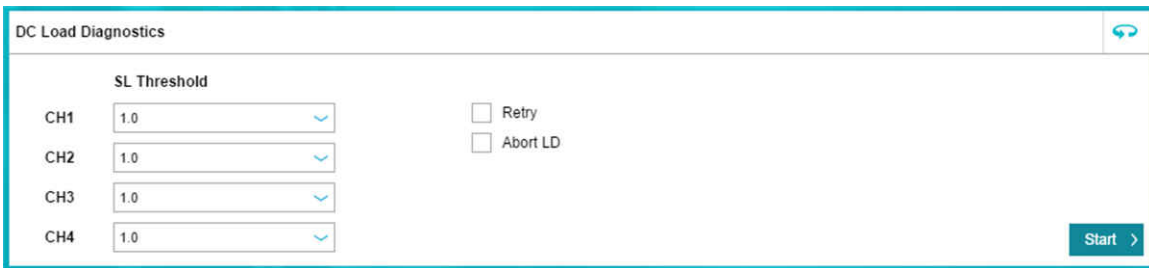 DC Load Diagnostics
SL Threshold
CH1 1.0 Retry
CH2 1.0 Abort LD
CH3 1.0
CH4 1.0
Start